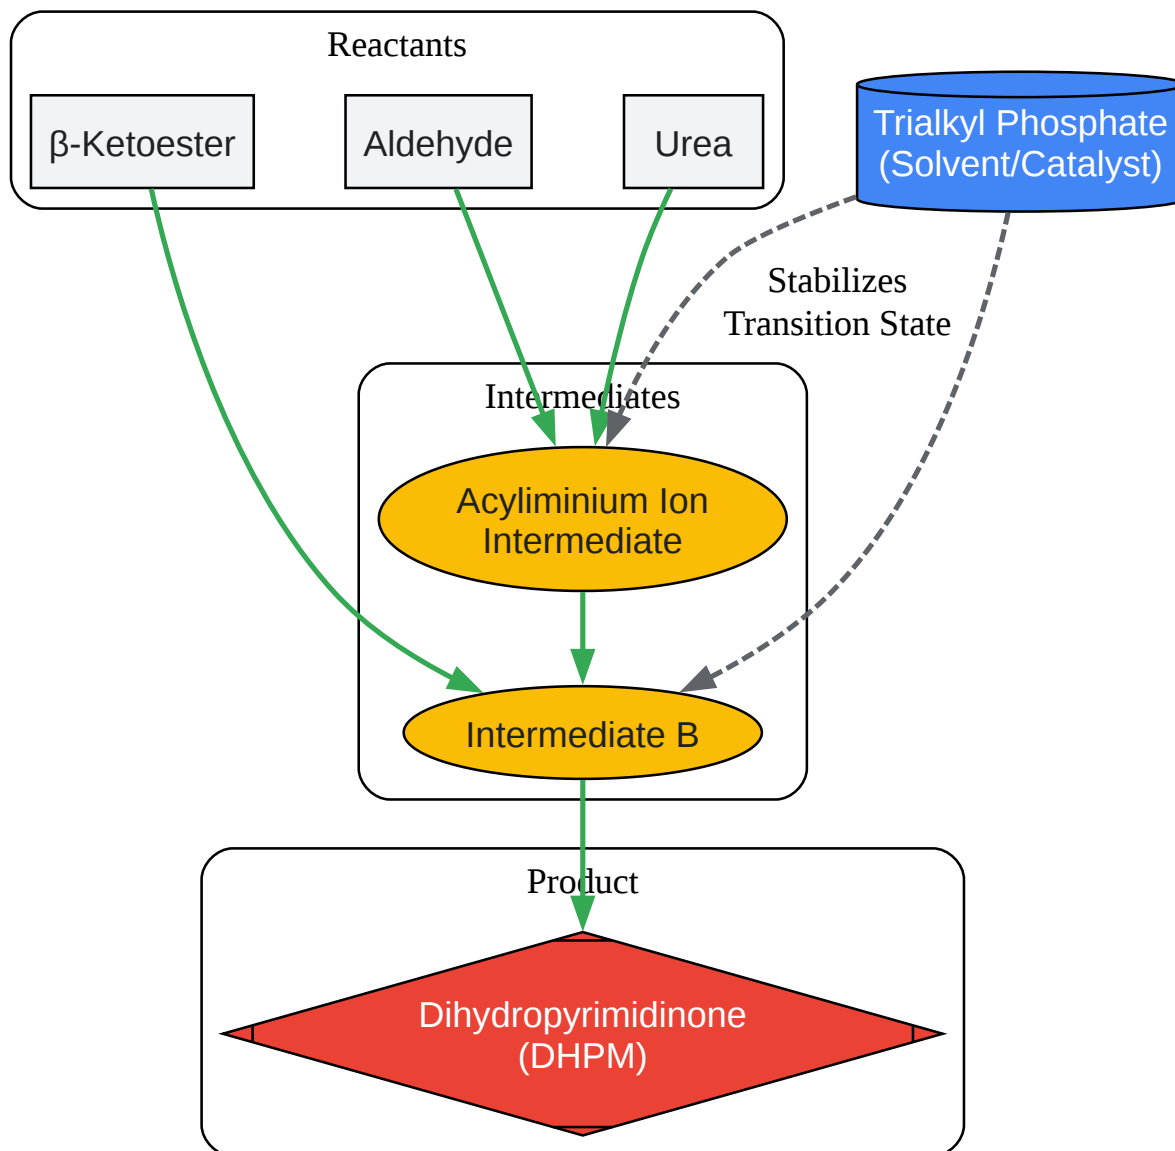 Reactants
β-Ketoester
Aldehyde
Urea
Trialkyl Phosphate
(Solvent/Catalyst)
Stabilizes
Transition State
Intermediates
Acyliminium Ion
Intermediate
Intermediate B
Product
Dihydropyrimidinone
(DHPM)